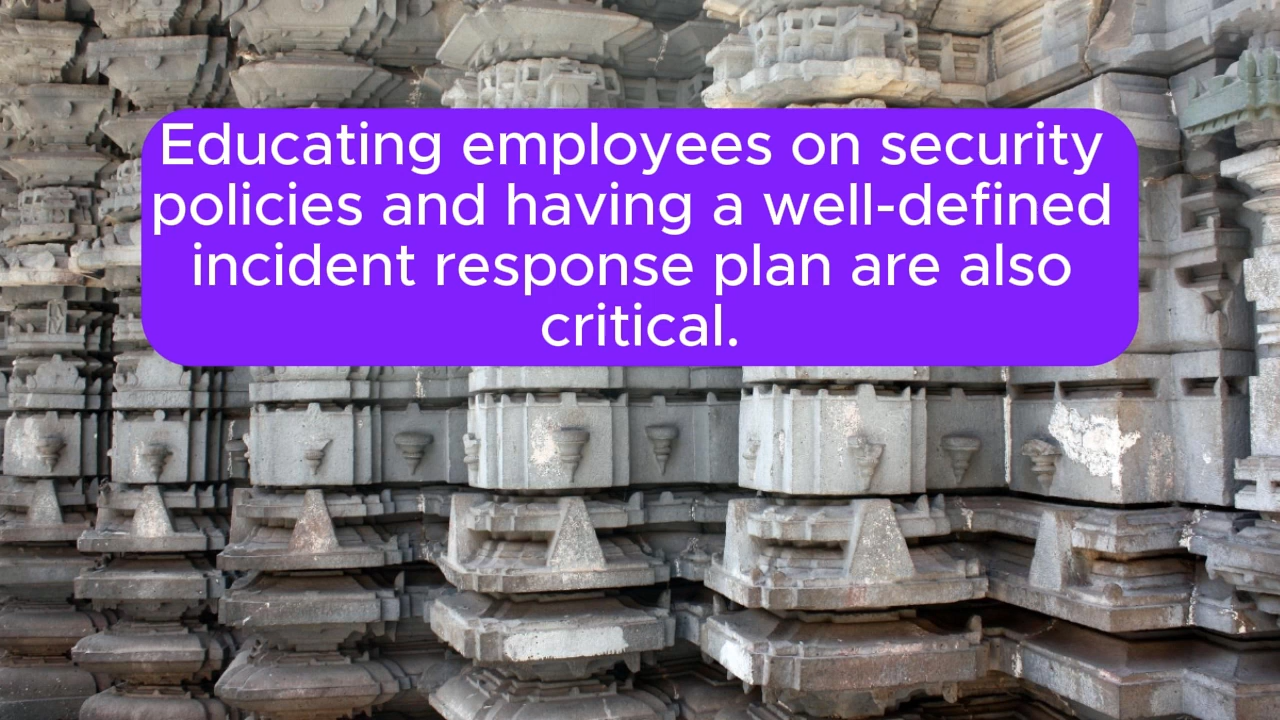 Educating employees on security
policies and having a well-defined
incident response plan are also
critical.